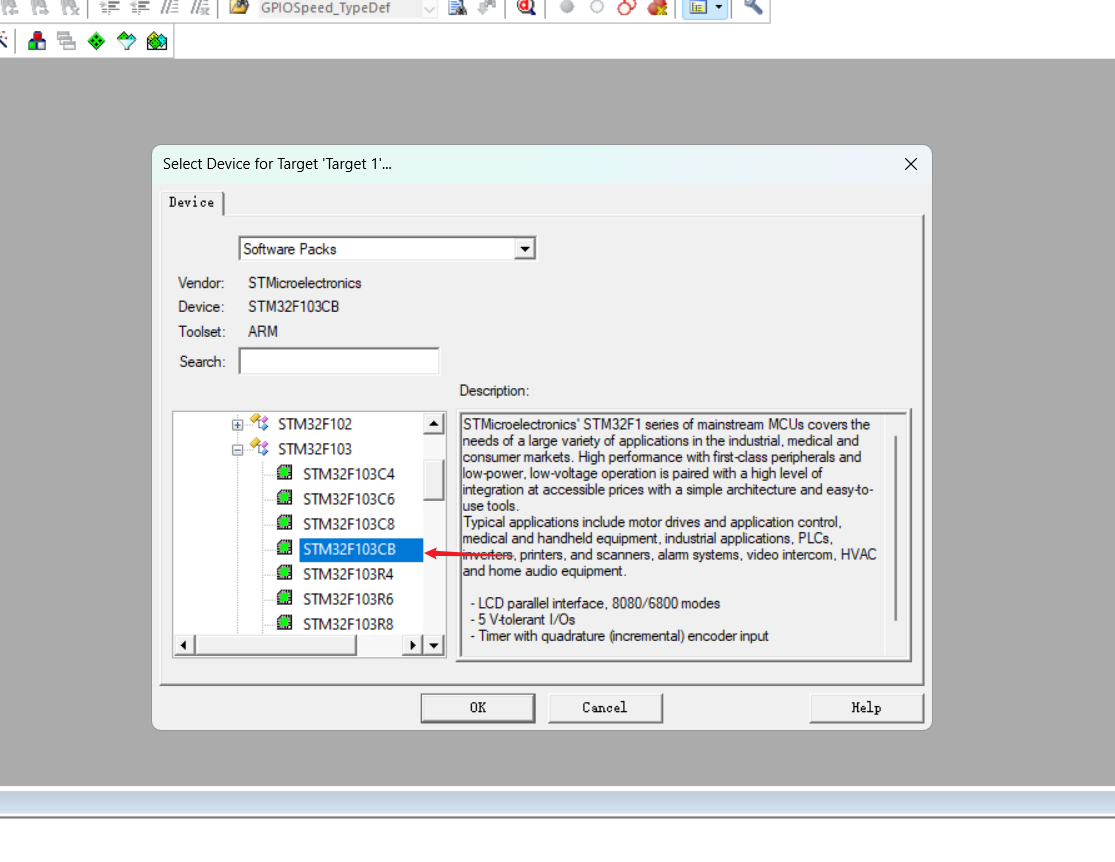 GPIOSpeed_TypeDef
Select Device for Target 'Target 1'...
Device
Software Packs
Vendor: STMicroelectronics
Device: STM32F103CB
Toolset: ARM
Search:
Description:
STM32F102
STM32F103
STM32F103C4
STM32F103C6
STM32F103C8
STM32F103CB
STM32F103R4
STM32F103R6
STM32F103R8
STMicroelectronics' STM32F1 series of mainstream MCUs covers the
needs of a large variety of applications in the industrial, medical and
consumer markets. High performance with first-class peripherals and
low-power, low-voltage operation is paired with a high level of
integration at accessible prices with a simple architecture and easy-to-
use tools.
Typical applications include motor drives and application control,
medical and handheld equipment, industrial applications, PLCs,
inverters, printers, and scanners, alarm systems, video intercom, HVAC
and home audio equipment.
- LCD parallel interface, 8080/6800 modes
- 5 V-tolerant I/Os
- Timer with quadrature (incremental) encoder input
OK
Cancel
Help